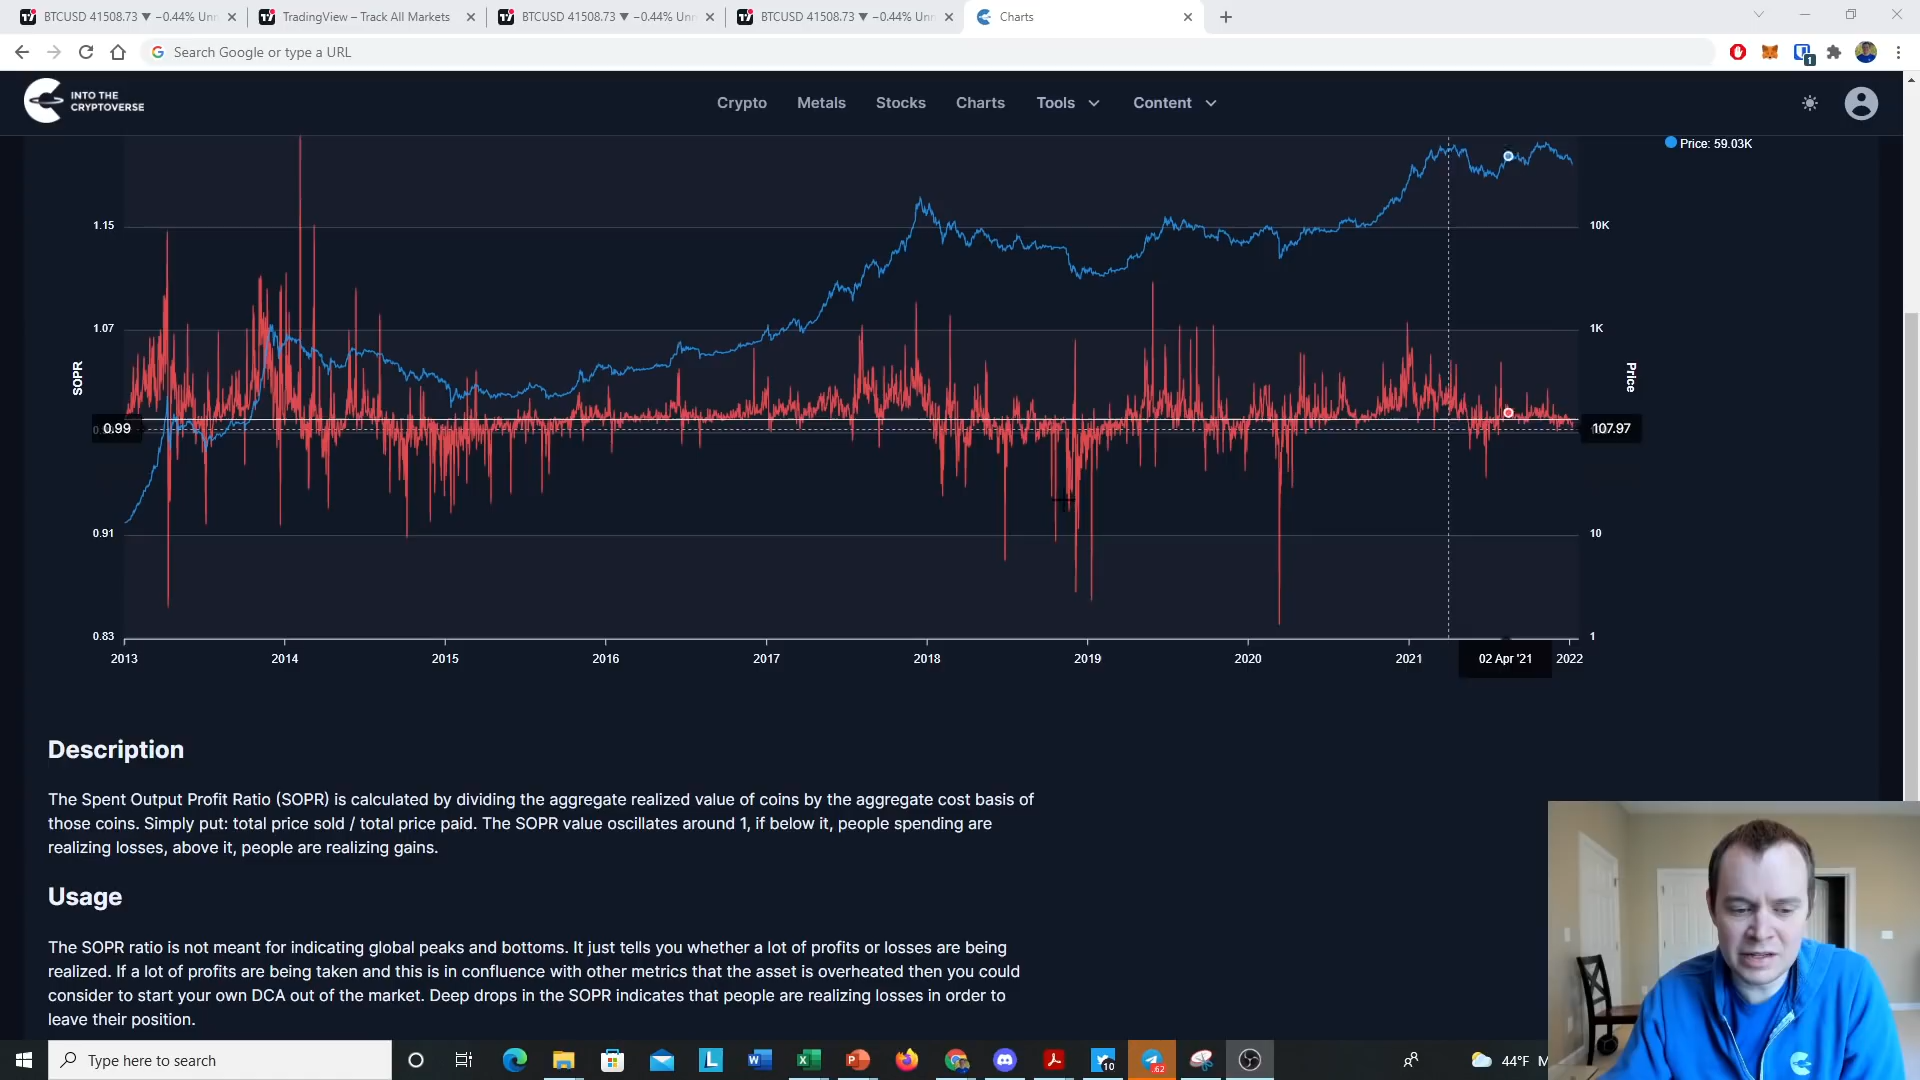 BTCUSD 41508.73 ▼ −0.44% Unn
TradingView – Track All Markets
BTCUSD 41508.73 ▼ −0.44% Unn
BTCUSD 41508.73 ▼ −0.44% Unn
Charts
Search Google or type a URL
1
INTO THE
CRYPTOVERSE
Crypto
Metals
Stocks
Charts
Tools
Content
Price: 59.03K
1.15
10K
1.07
1K
SOPR
Price
0.99
107.97
0.91
10
0.83
1
2013
2014
2015
2016
2017
2018
2019
2020
2021
02 Apr '21
2022
Description
The Spent Output Profit Ratio (SOPR) is calculated by dividing the aggregate realized value of coins by the aggregate cost basis of
those coins. Simply put: total price sold / total price paid. The SOPR value oscillates around 1, if below it, people spending are
realizing losses, above it, people are realizing gains.
Usage
The SOPR ratio is not meant for indicating global peaks and bottoms. It just tells you whether a lot of profits or losses are being
realized. If a lot of profits are being taken and this is in confluence with other metrics that the asset is overheated then you could
consider to start your own DCA out of the market. Deep drops in the SOPR indicates that people are realizing losses in order to
leave their position.
Type here to search
L
10
62
44°F M